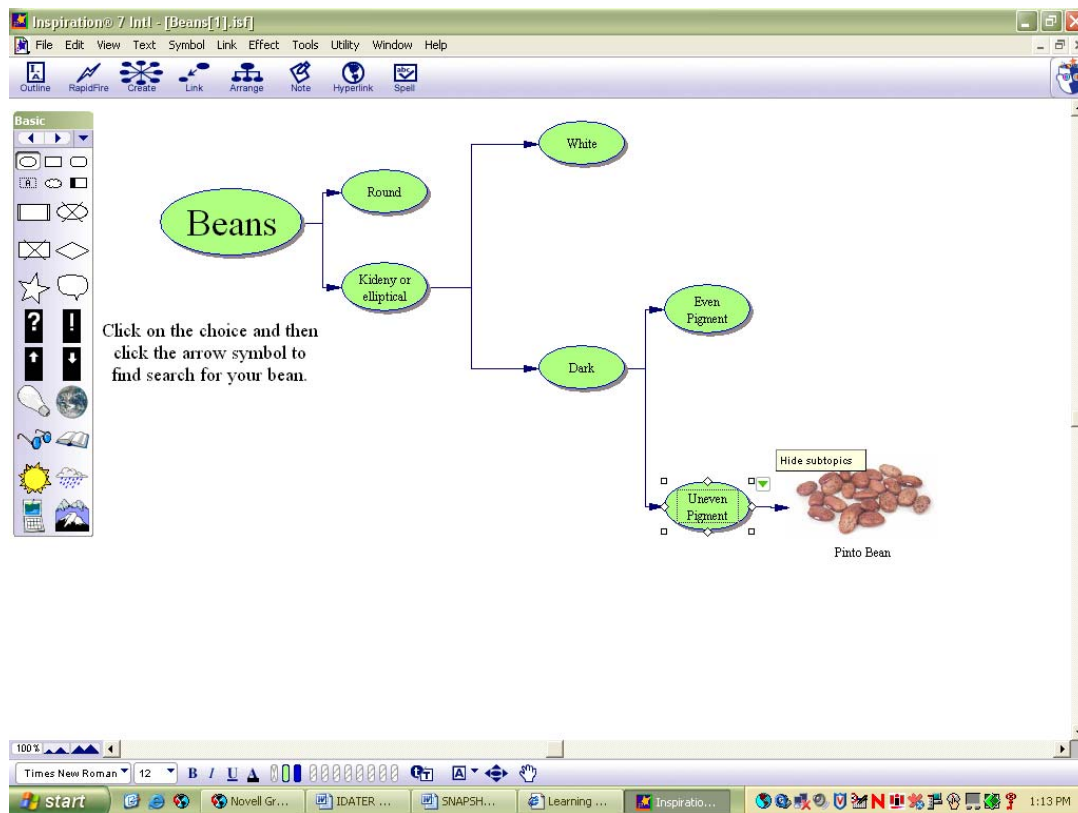 Inspiration® 7 Intl - [Beans[1].isf]
File Edit View Text Symbol Link Effect Tools Utility Window Help
Outline RapidFire Create Link Arrange Note Hyperlink Spell
Basic
White
Round
Beans
Kideny or
elliptical
Even
Pigment
Click on the choice and then
click the arrow symbol to
find search for your bean.
Dark
Hide subtopics
Uneven
Pigment
Pinto Bean
100%
Times New Roman 12 B I U A A
start Novell Gr... IDATER ... SNAPSH... Learning ... Inspiratio... 1:13 PM